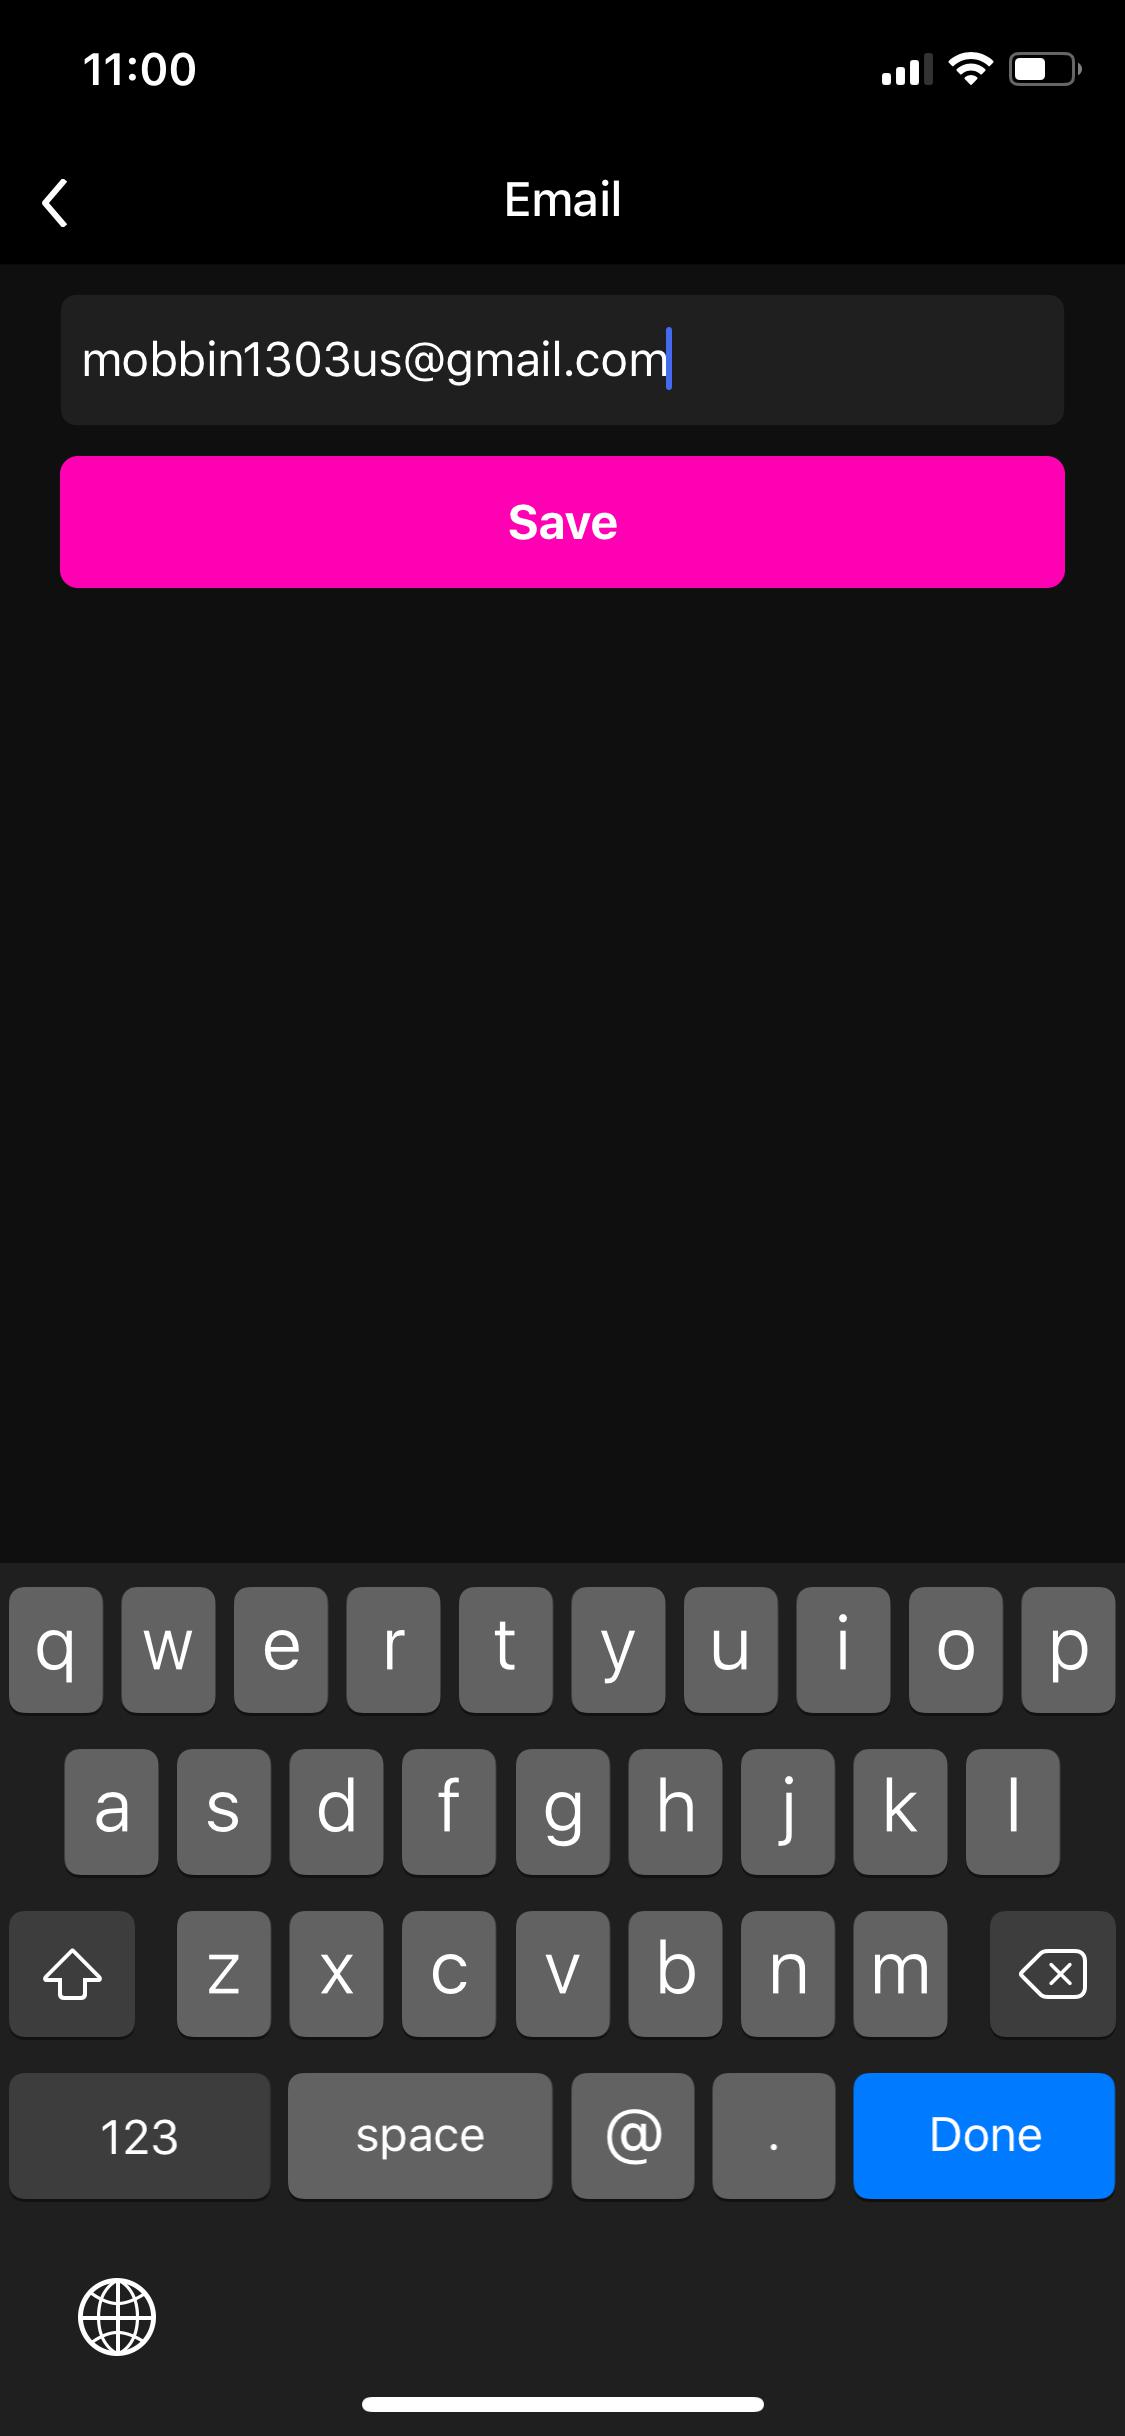 11:00
Email
mobbin1303us@gmail.com
Save
q w e r t y u i o p
a s d f g h j k l
z x c v b n m
123 space @ . Done